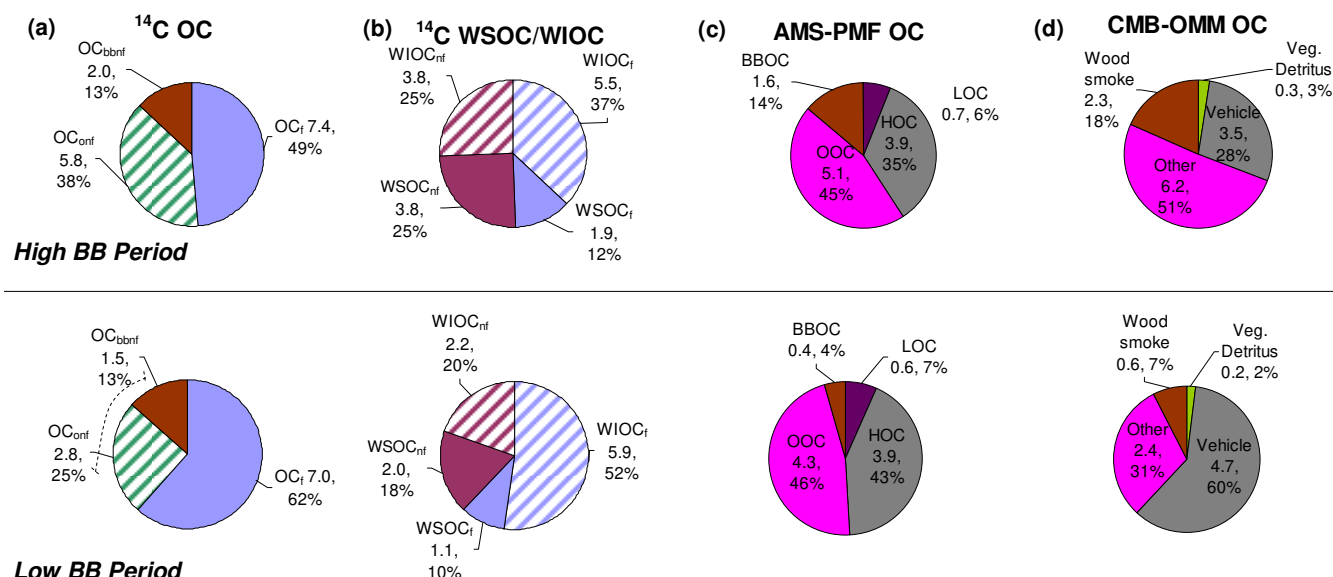 (a)
14C OC
OCbbnf
2.0,
13%
OConf
5.8,
38%
OCf 7.4,
49%
(b)
14C WSOC/WIOC
WIOCnf
3.8,
25%
WIOCf
5.5,
37%
WSOCnf
3.8,
25%
WSOCf
1.9,
12%
(c)
AMS-PMF OC
BBOC
1.6,
14%
LOC
0.7, 6%
HOC
3.9,
35%
OOC
5.1,
45%
(d)
CMB-OMM OC
Wood
smoke
2.3,
18%
Veg.
Detritus
0.3, 3%
Vehicle
3.5,
28%
Other
6.2,
51%
High BB Period
OCbbnf
1.5,
13%
OConf
2.8,
25%
OCf 7.0,
62%
WIOCnf
2.2,
20%
WIOCf
5.9,
52%
WSOCnf
2.0,
18%
WSOCf
1.1,
10%
BBOC
0.4, 4%
LOC
0.6, 7%
OOC
4.3,
46%
HOC
3.9,
43%
Wood
smoke
0.6, 7%
Veg.
Detritus
0.2, 2%
Other
2.4,
31%
Vehicle
4.7,
60%
Low BB Period